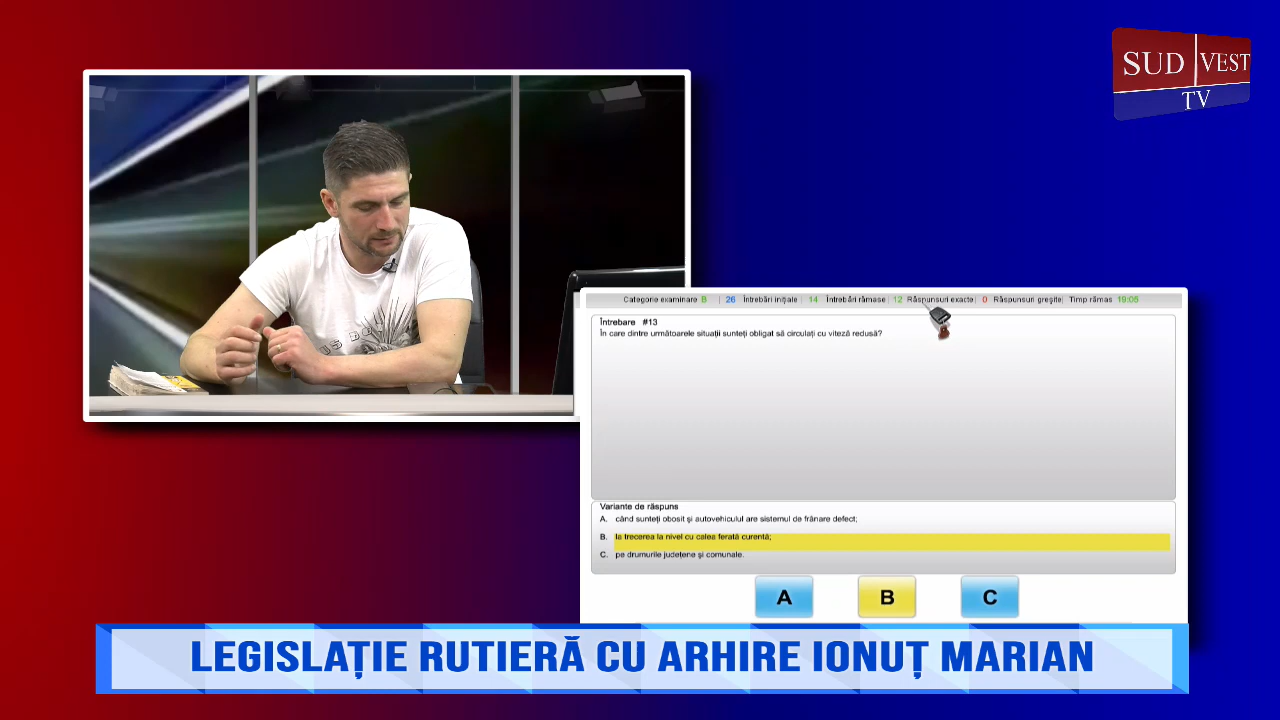 SUD VEST
TV
Categorie examinare B | 26 Întrebări inițiale | 14 Întrebări rămase | 12 Răspunsuri exacte | 0 Răspunsuri greșite | Timp rămas 19:05
Întrebare #13
În care dintre următoarele situații sunteți obligat să circulați cu viteză redusă?
Variante de răspuns
A. când sunteți obosit și autovehiculul are sistemul de frânare defect;
B. la trecerea la nivel cu calea ferată curentă;
C. pe drumurile județene și comunale.
A B C
LEGISLAȚIE RUTIERĂ CU ARHIRE IONUȚ MARIAN